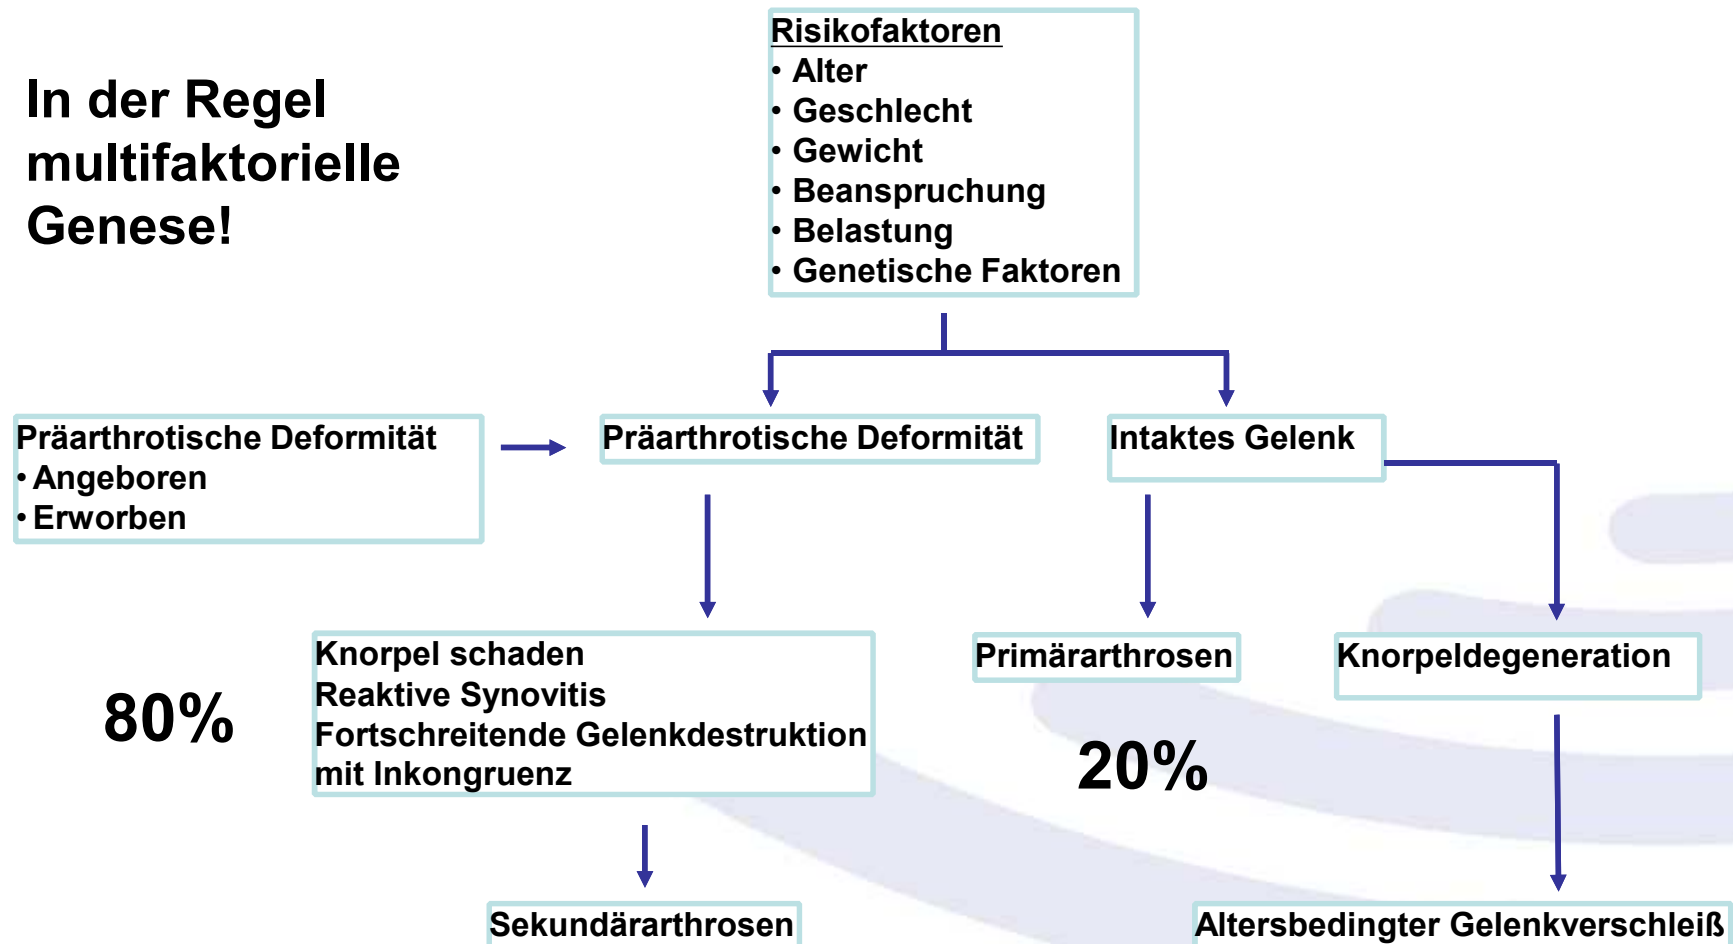 In der Regel
multifaktorielle
Genese!
Risikofaktoren
• Alter
• Geschlecht
• Gewicht
• Beanspruchung
• Belastung
• Genetische Faktoren
Präarthrotische Deformität
• Angeboren
• Erworben
Präarthrotische Deformität
Intaktes Gelenk
80%
Knorpel schaden
Reaktive Synovitis
Fortschreitende Gelenkdestruktion
mit Inkongruenz
Primärarthrosen
20%
Knorpeldegeneration
Sekundärarthrosen
Altersbedingter Gelenkverschleiß